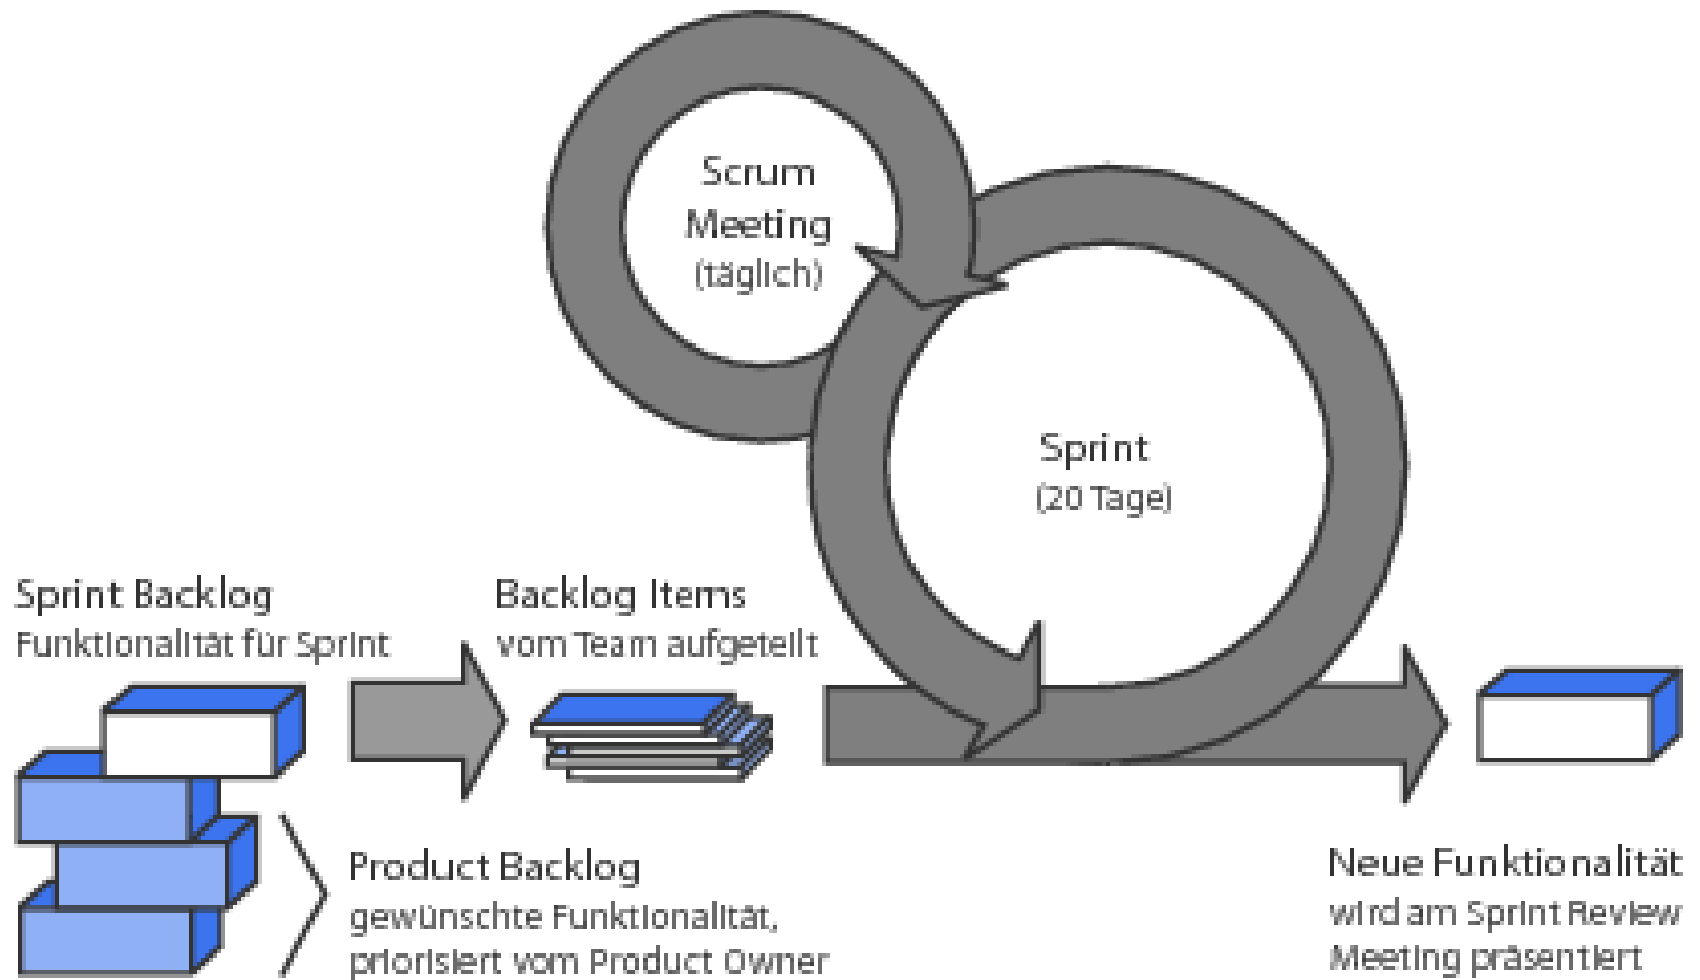 Scrum
Meeting
(täglich)
Sprint
(20 Tage)
Sprint Backlog
Funktionalität für Sprint
Backlog Items
vom Team aufgeteilt
Product Backlog
gewünschte Funktionalität,
priorisiert vom Product Owner
Neue Funktionalität
wird am Sprint Review
Meeting präsentiert